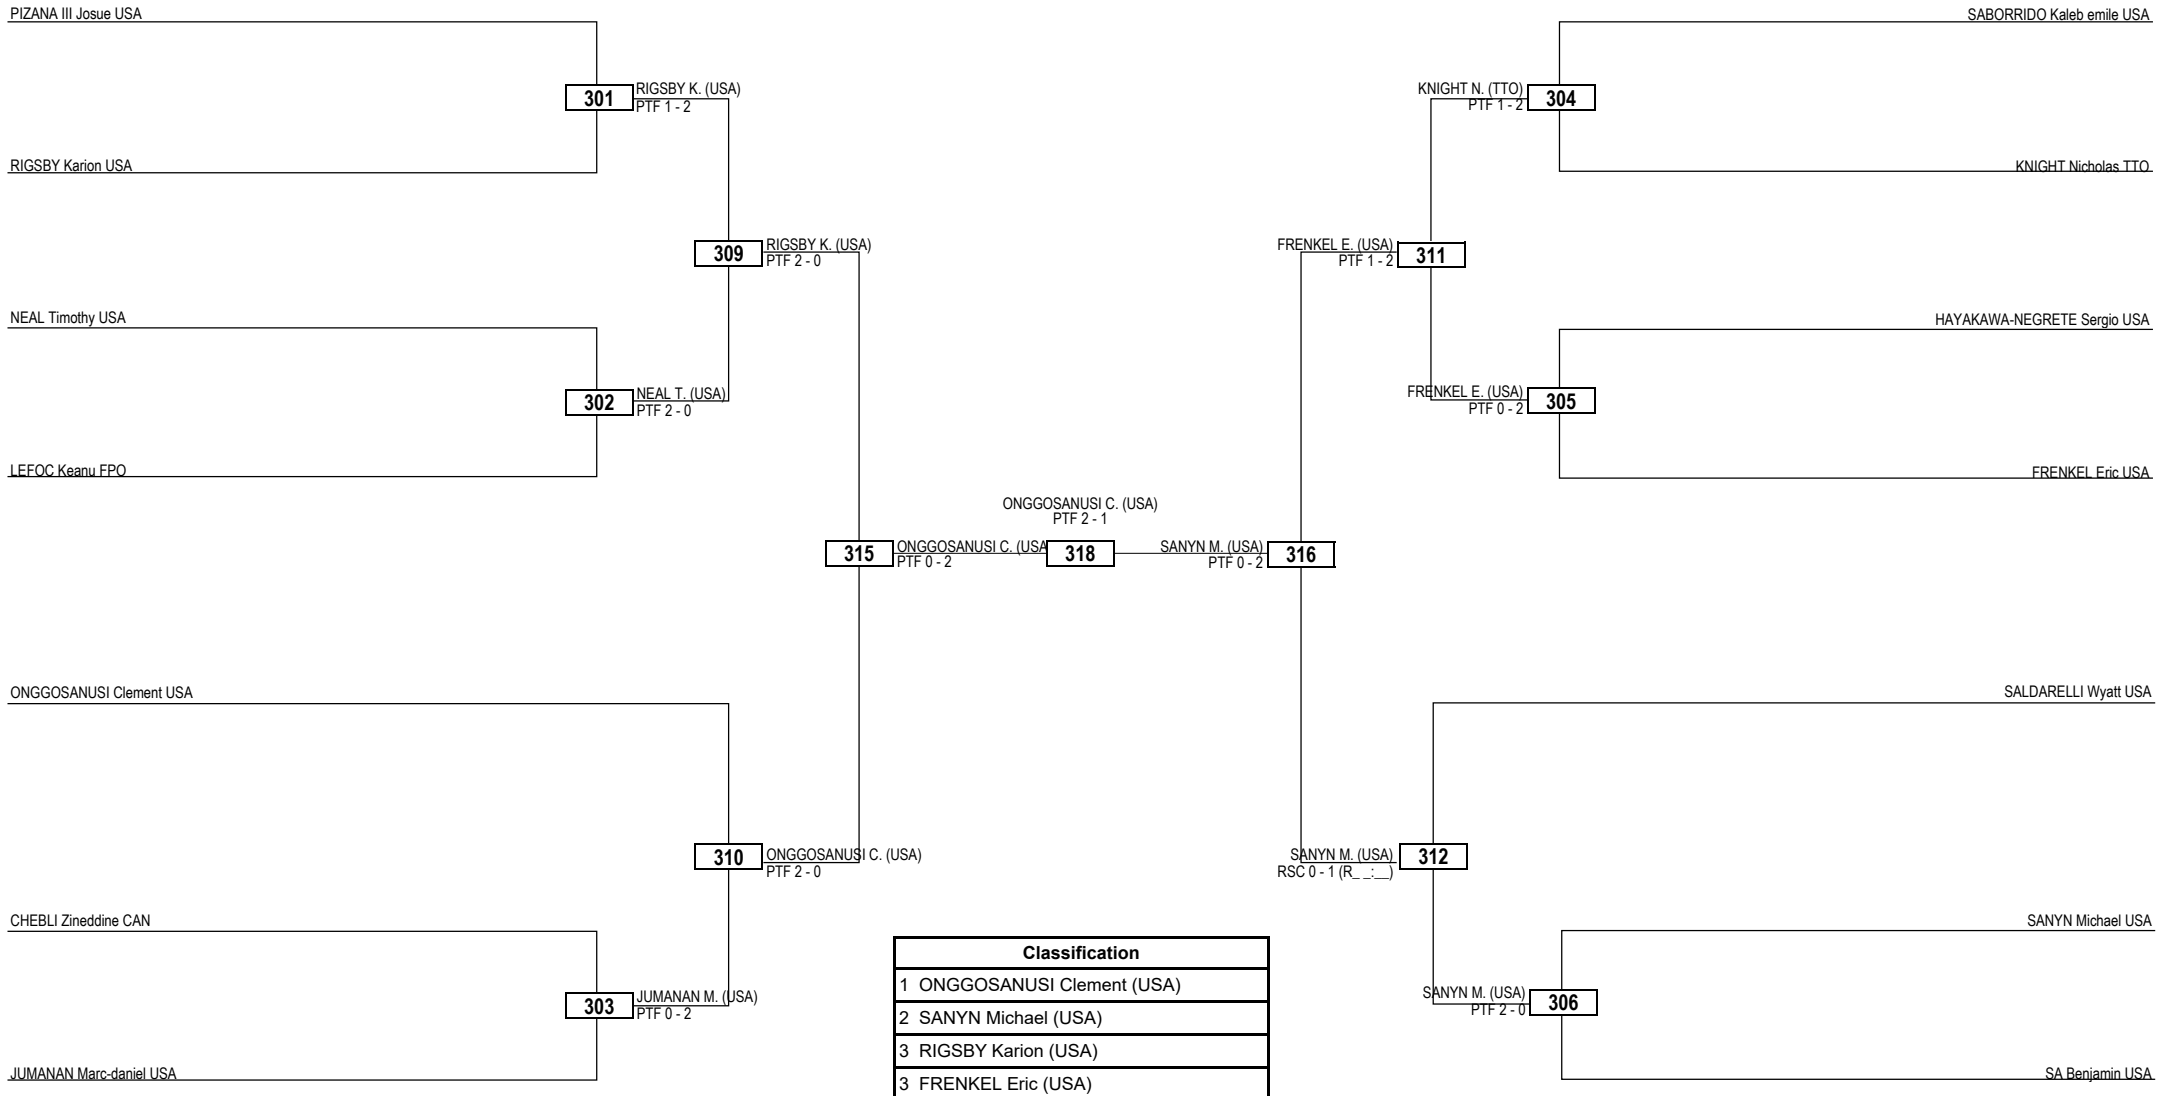 PIZANA III Josue USA
SABORRIDO Kaleb emile USA
301
RIGSBY K. (USA)
PTF 1 - 2
KNIGHT N. (TTO)
PTF 1 - 2
304
RIGSBY Karion USA
KNIGHT Nicholas TTO
309
RIGSBY K. (USA)
PTF 2 - 0
FRENKEL E. (USA)
PTF 1 - 2
311
NEAL Timothy USA
HAYAKAWA-NEGRETE Sergio USA
302
NEAL T. (USA)
PTF 2 - 0
FRENKEL E. (USA)
PTF 0 - 2
305
LEFOC Keanu FPO
FRENKEL Eric USA
ONGGOSANUSI C. (USA)
PTF 2 - 1
315
ONGGOSANUSI C. (USA
PTF 0 - 2
318
SANYN M. (USA)
PTF 0 - 2
316
ONGGOSANUSI Clement USA
SALDARELLI Wyatt USA
310
ONGGOSANUSI C. (USA)
PTF 2 - 0
SANYN M. (USA)
RSC 0 - 1 (R_ _:__)
312
CHEBLI Zineddine CAN
SANYN Michael USA
303
JUMANAN M. (USA)
PTF 0 - 2
SANYN M. (USA)
PTF 2 - 0
306
JUMANAN Marc-daniel USA
SA Benjamin USA
Classification
1 ONGGOSANUSI Clement (USA)
2 SANYN Michael (USA)
3 RIGSBY Karion (USA)
3 FRENKEL Eric (USA)